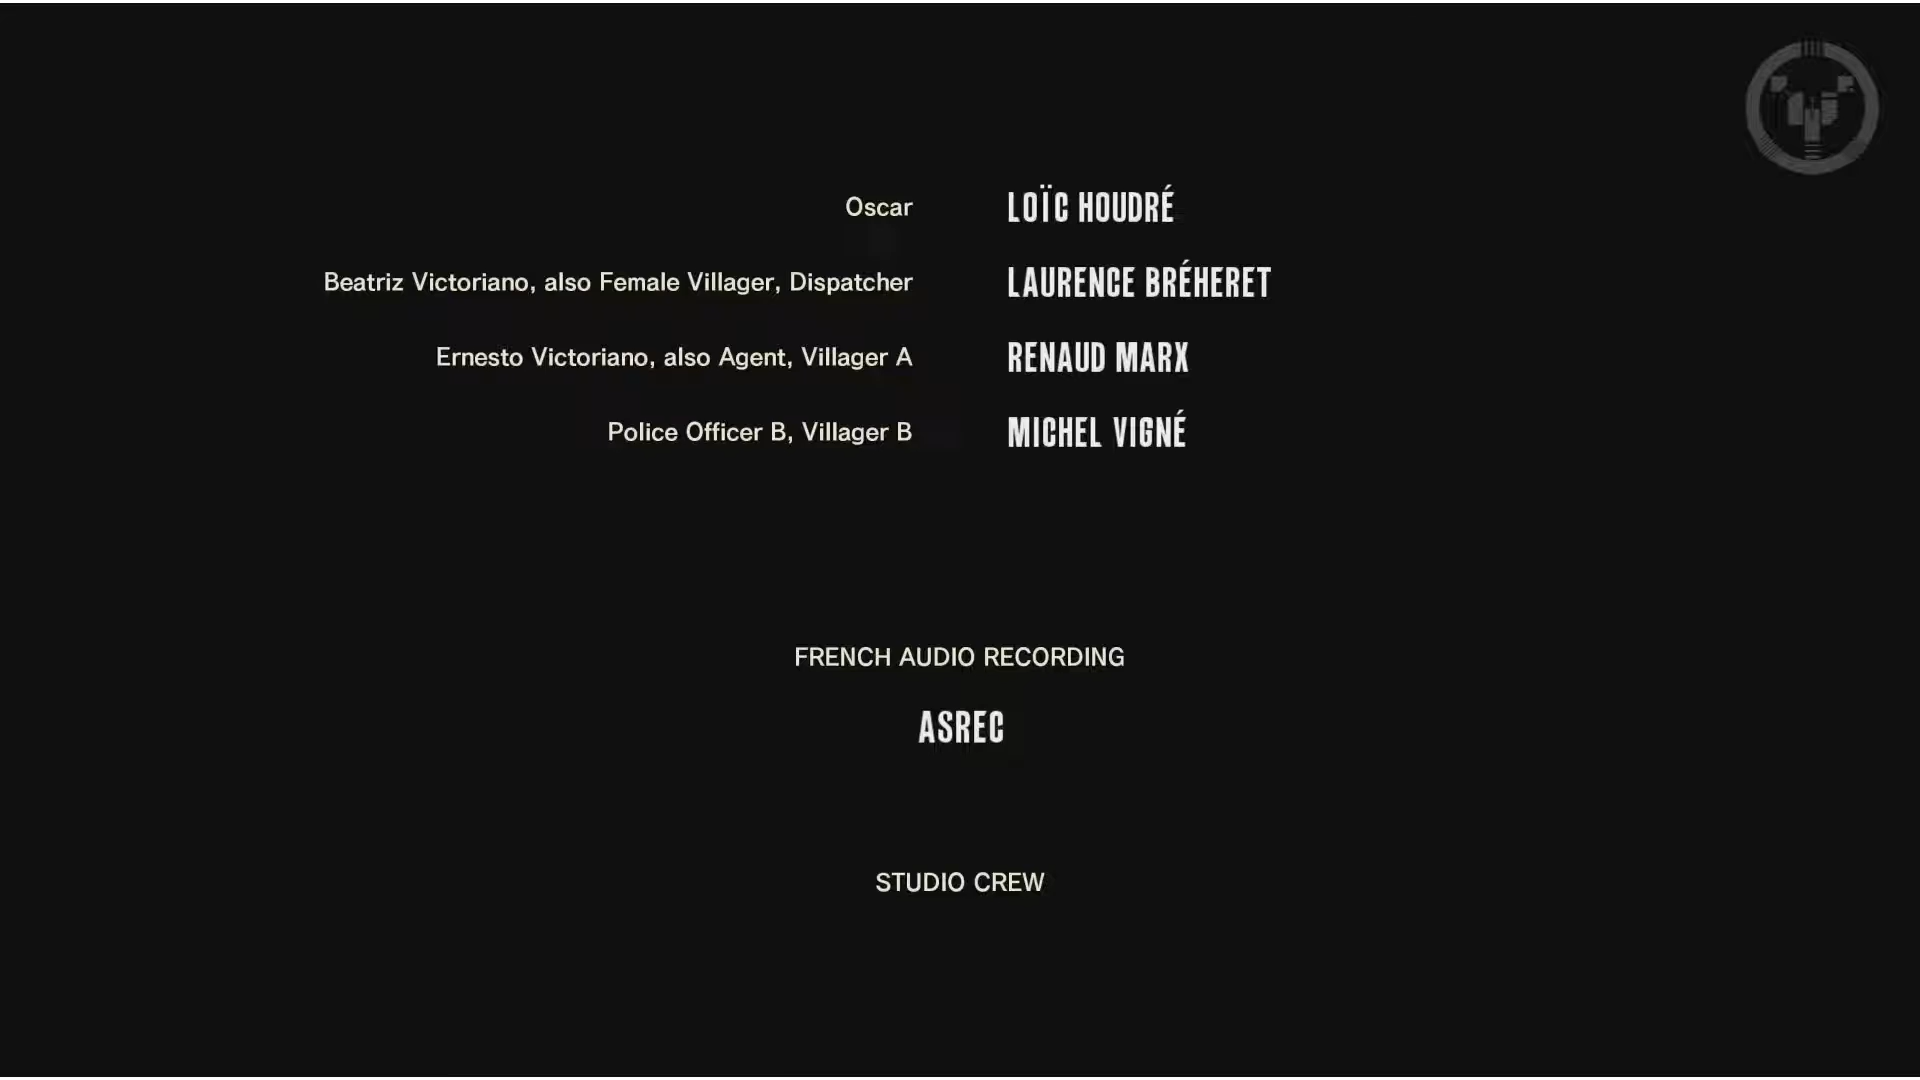 Oscar LOÏC HOUDRÉ
Beatriz Victoriano, also Female Villager, Dispatcher LAURENCE BRÉHERET
Ernesto Victoriano, also Agent, Villager A RENAUD MARX
Police Officer B, Villager B MICHEL VIGNÉ
FRENCH AUDIO RECORDING
ASREC
STUDIO CREW